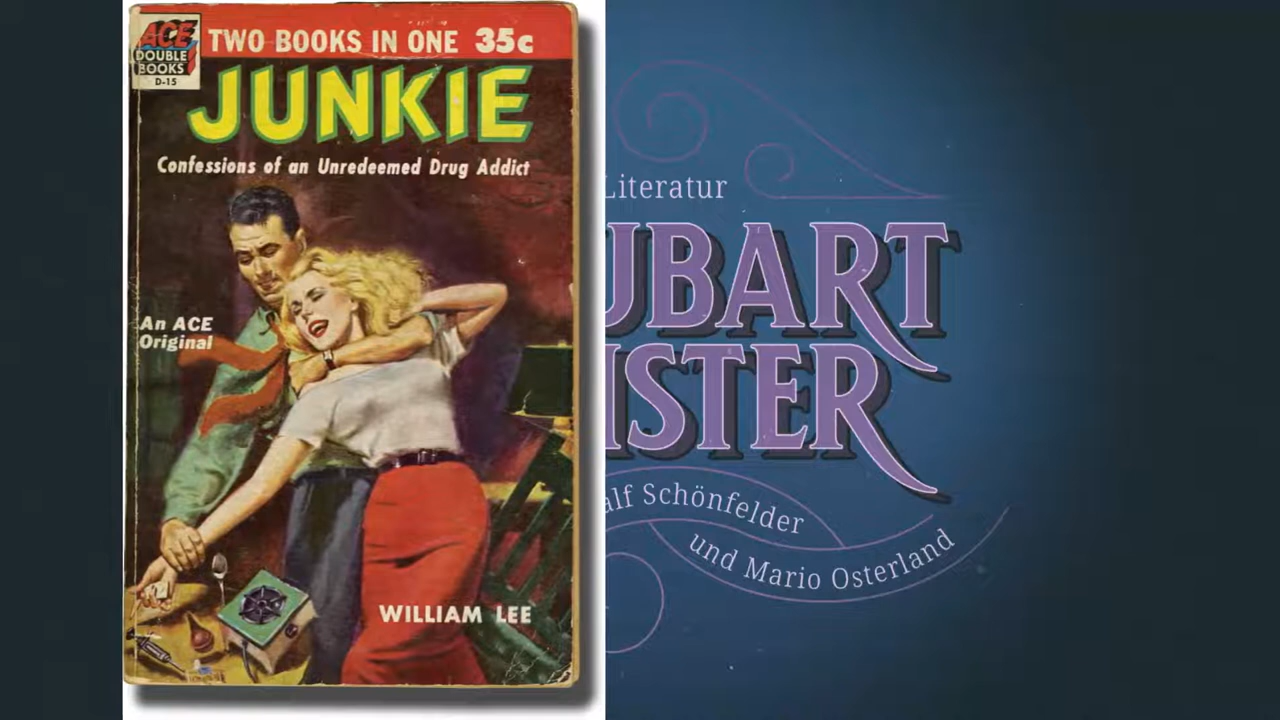 ACE
DOUBLE
BOOKS
D-15
TWO BOOKS IN ONE 35c
JUNKIE
Confessions of an Unredeemed Drug Addict
An ACE
Original
WILLIAM LEE
Literatur
UBART
ISTER
alf Schönfelder
und Mario Osterland